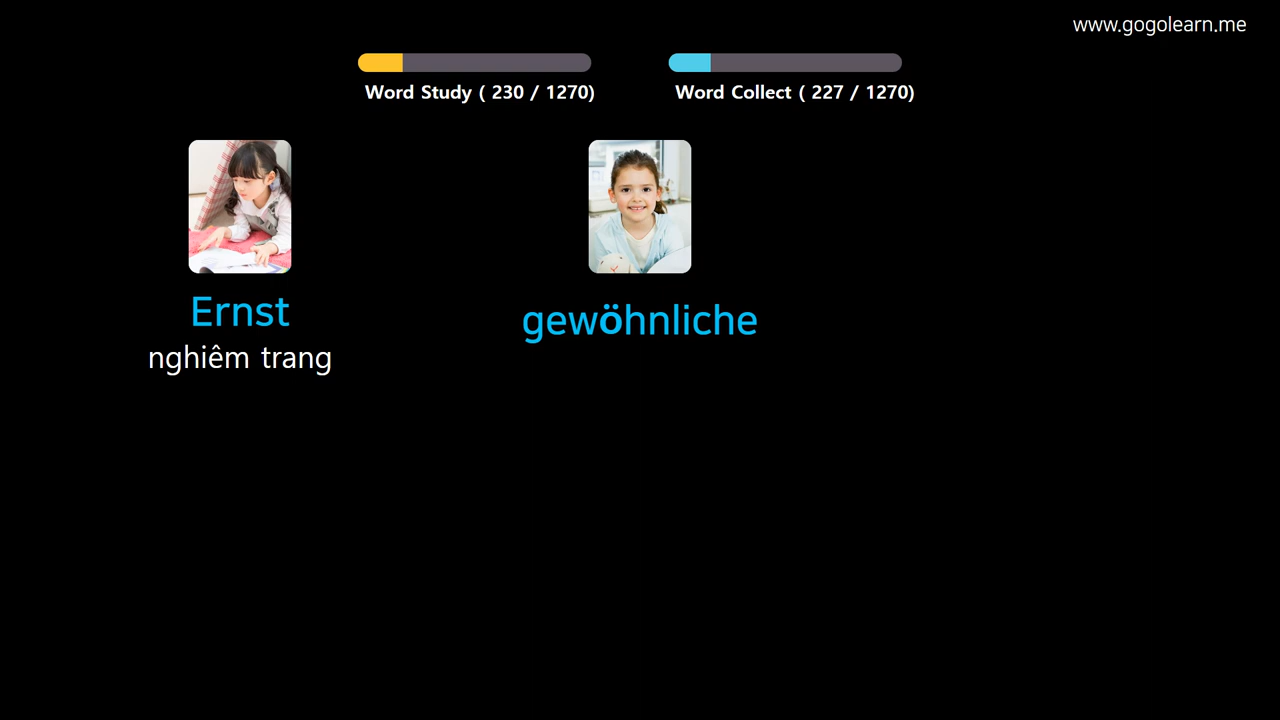 www.gogolearn.me
Word Study ( 230 / 1270)
Word Collect ( 227 / 1270)
Ernst
nghiêm trang
gewöhnliche